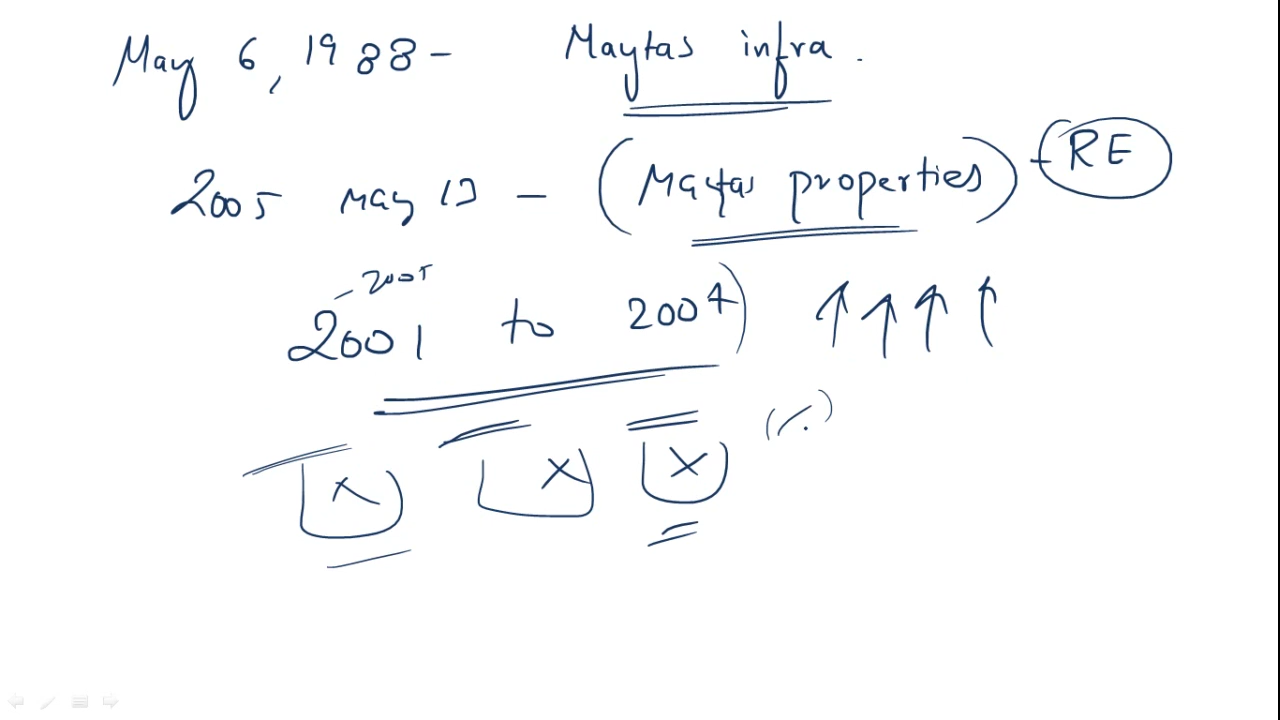 May 6, 1988 - Maytas infra.
2005 May 13 - (Maytas properties) RE
- 2005
2001 to 2004) ↑ ↑ ↑ ↑
X X X